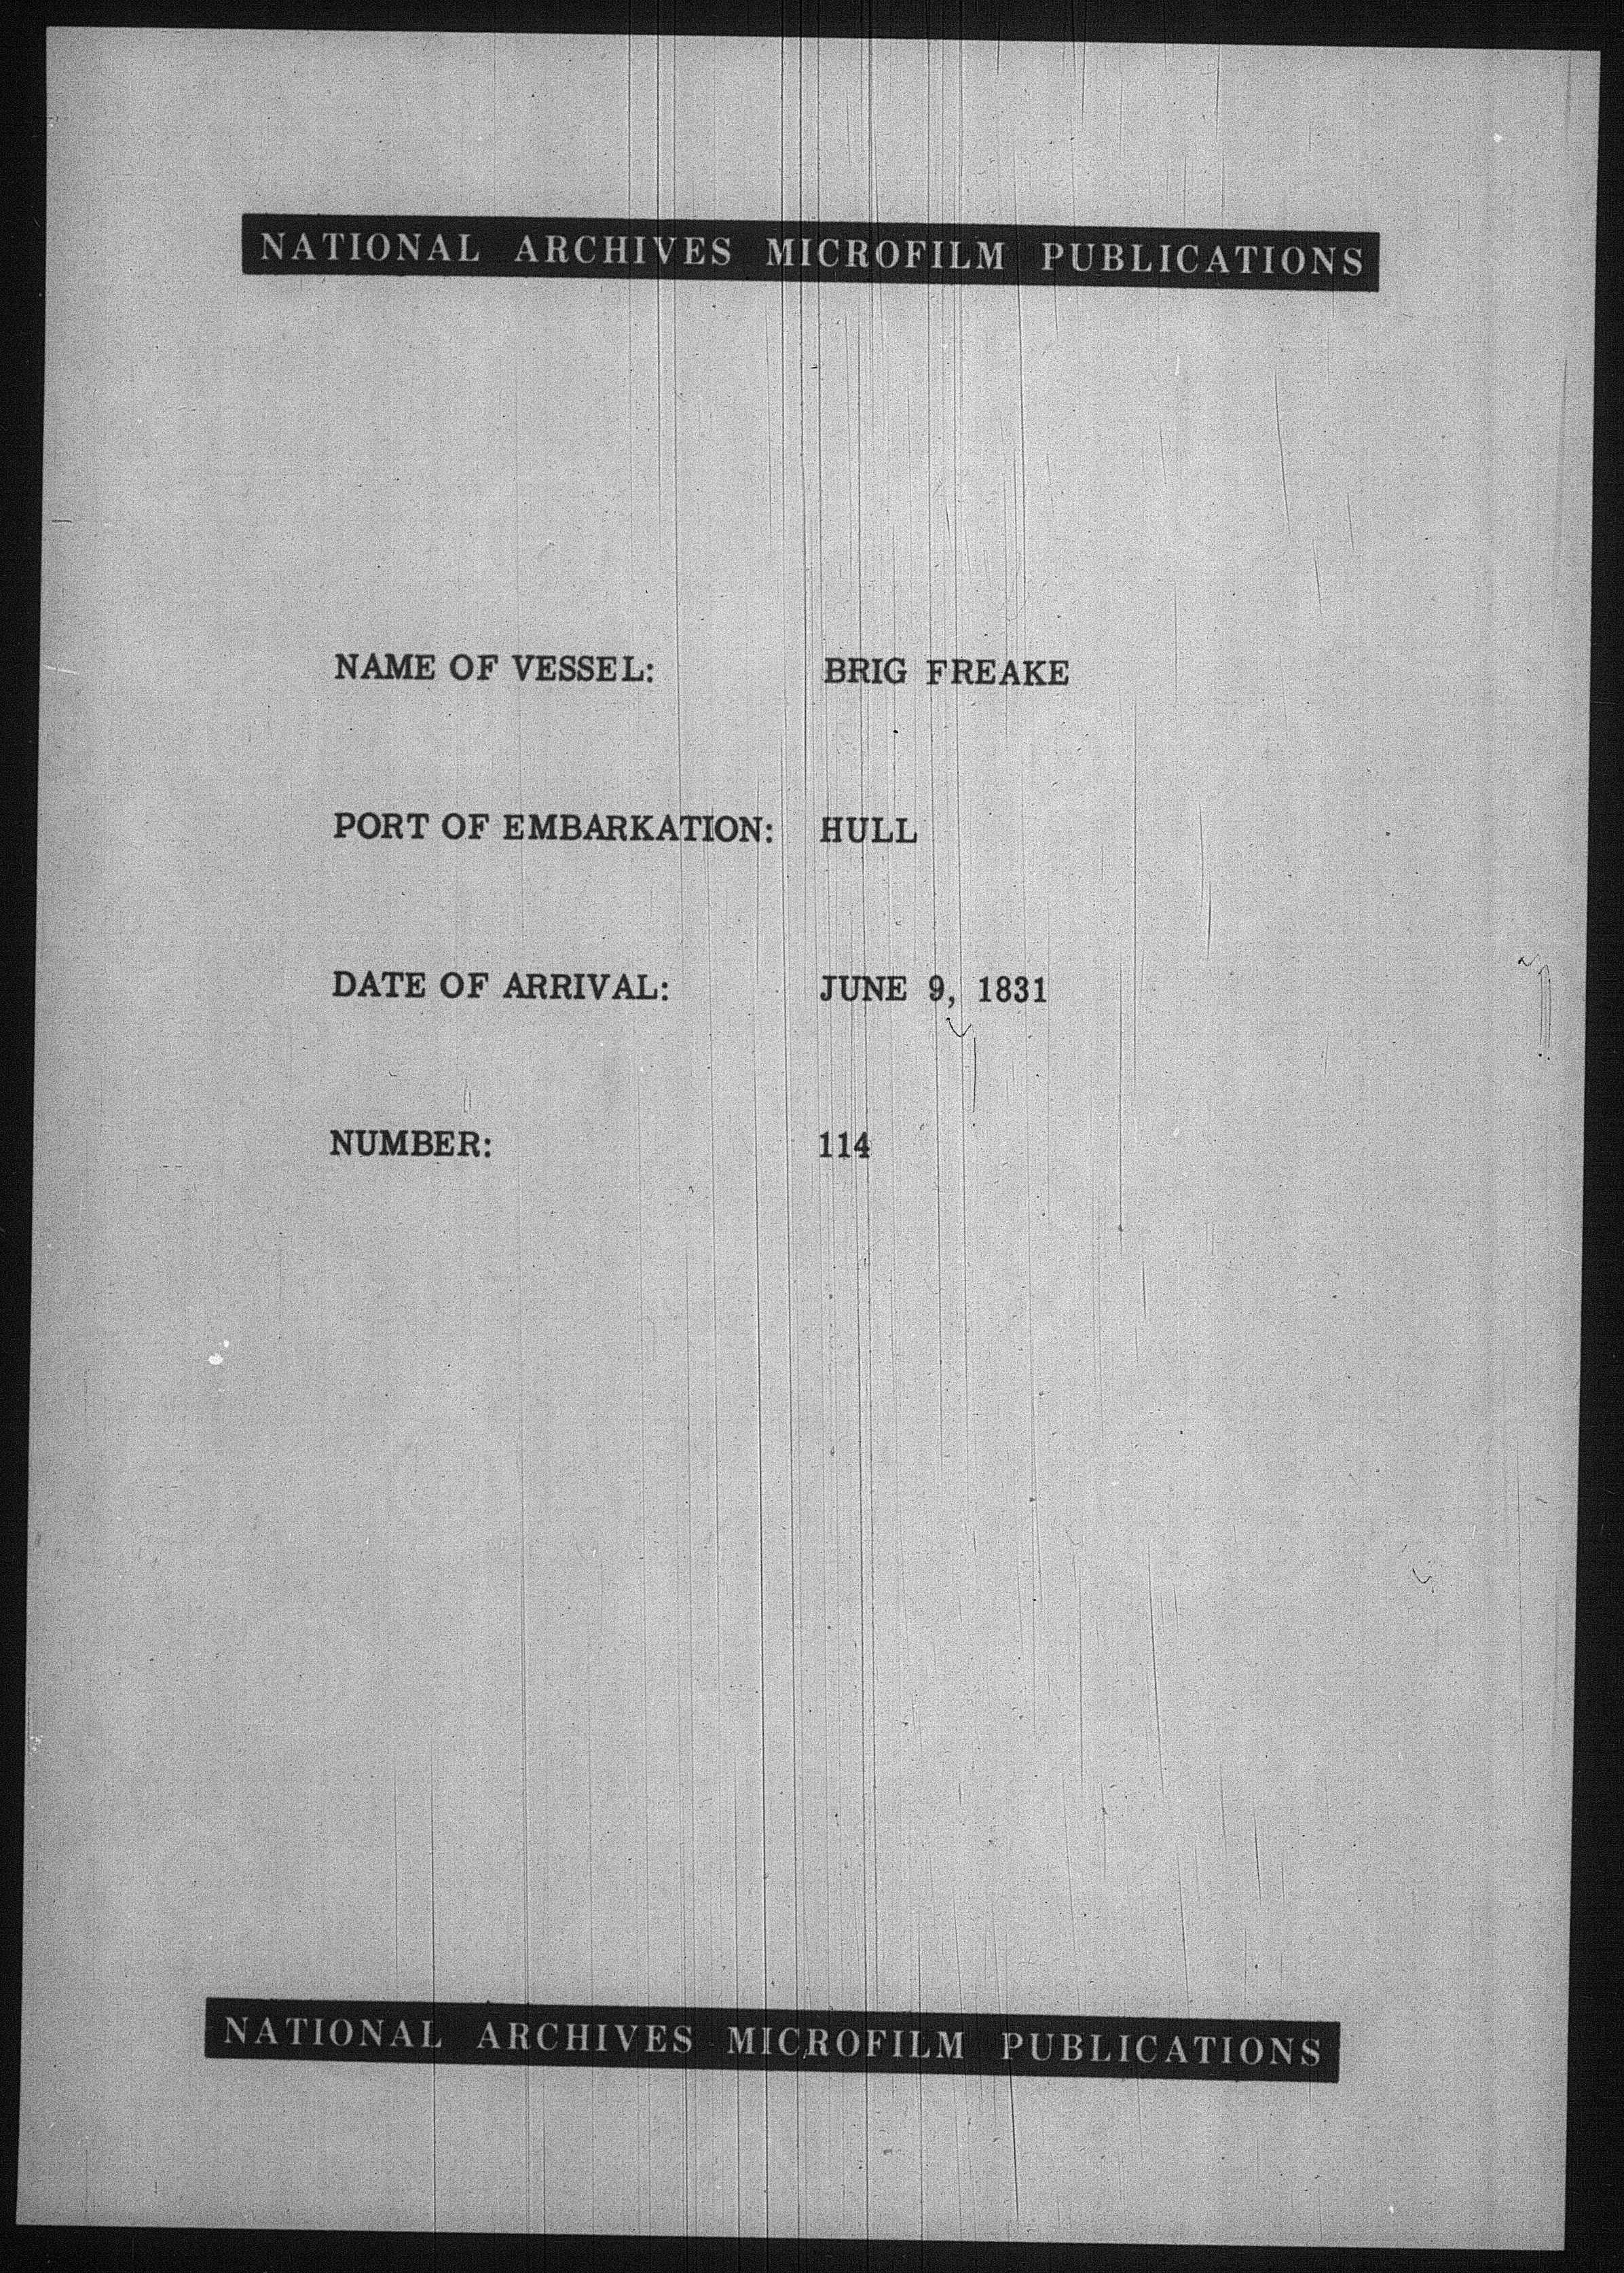 NATIONAL ARCHIVES MICROFILM PUBLICATIONS
NAME OF VESSEL: BRIG FREAKE
PORT OF EMBARKATION: HULL
DATE OF ARRIVAL: JUNE 9, 1831
NUMBER: 114
NATIONAL ARCHIVES MICROFILM PUBLICATIONS